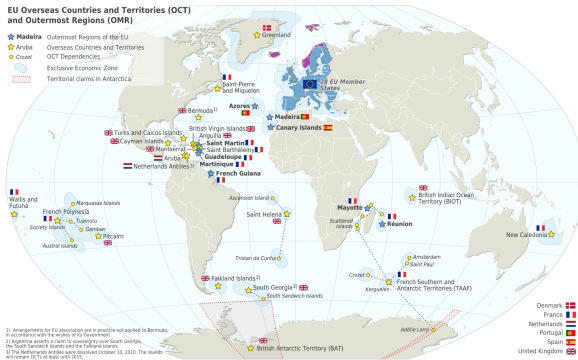 EU Overseas Countries and Territories (OCT)
and Outermost Regions (OMR)
Madeira Outermost Regions of the EU
Aruba Overseas Countries and Territories
Crozet OCT Dependencies
Exclusive Economic Zone
Territorial claims in Antarctica
Greenland
28 EU Member
States
Saint-Pierre
and Miquelon
Azores
Bermuda1)
Madeira
Canary Islands
Turks and Caicos Islands
British Virgin Islands
Anguilla
Cayman Islands
Saint Martin
Montserrat
Saint Barthélemy
Aruba
Guadeloupe
Netherlands Antilles3)
Martinique
French Guiana
Wallis and
Futuna
Marquesas Islands
French Polynesia
Tuamotu
Society Islands
Gambier
Pitcairn
Austral Islands
Ascension Island
Saint Helena
Tristan da Cunha
Mayotte
Scattered
Islands
Réunion
British Indian Ocean
Territory (BIOT)
New Caledonia
Amsterdam
Saint Paul
Crozet
Kerguelen
French Southern and
Antarctic Territories (TAAF)
Falkland Islands2)
South Georgia2)
South Sandwich Islands
Adélie Land
British Antarctic Territory (BAT)
Denmark
France
Netherlands
Portugal
Spain
United Kingdom
1) Arrangements for EU association are in practice not applied to Bermuda,
in accordance with the wishes of its Government.
2) Argentina asserts a claim to sovereignty over South Georgia,
the South Sandwich Islands and the Falkland Islands
3) The Netherlands Antilles were dissolved October 10, 2010. The islands
will remain OCTs at least until 2015.